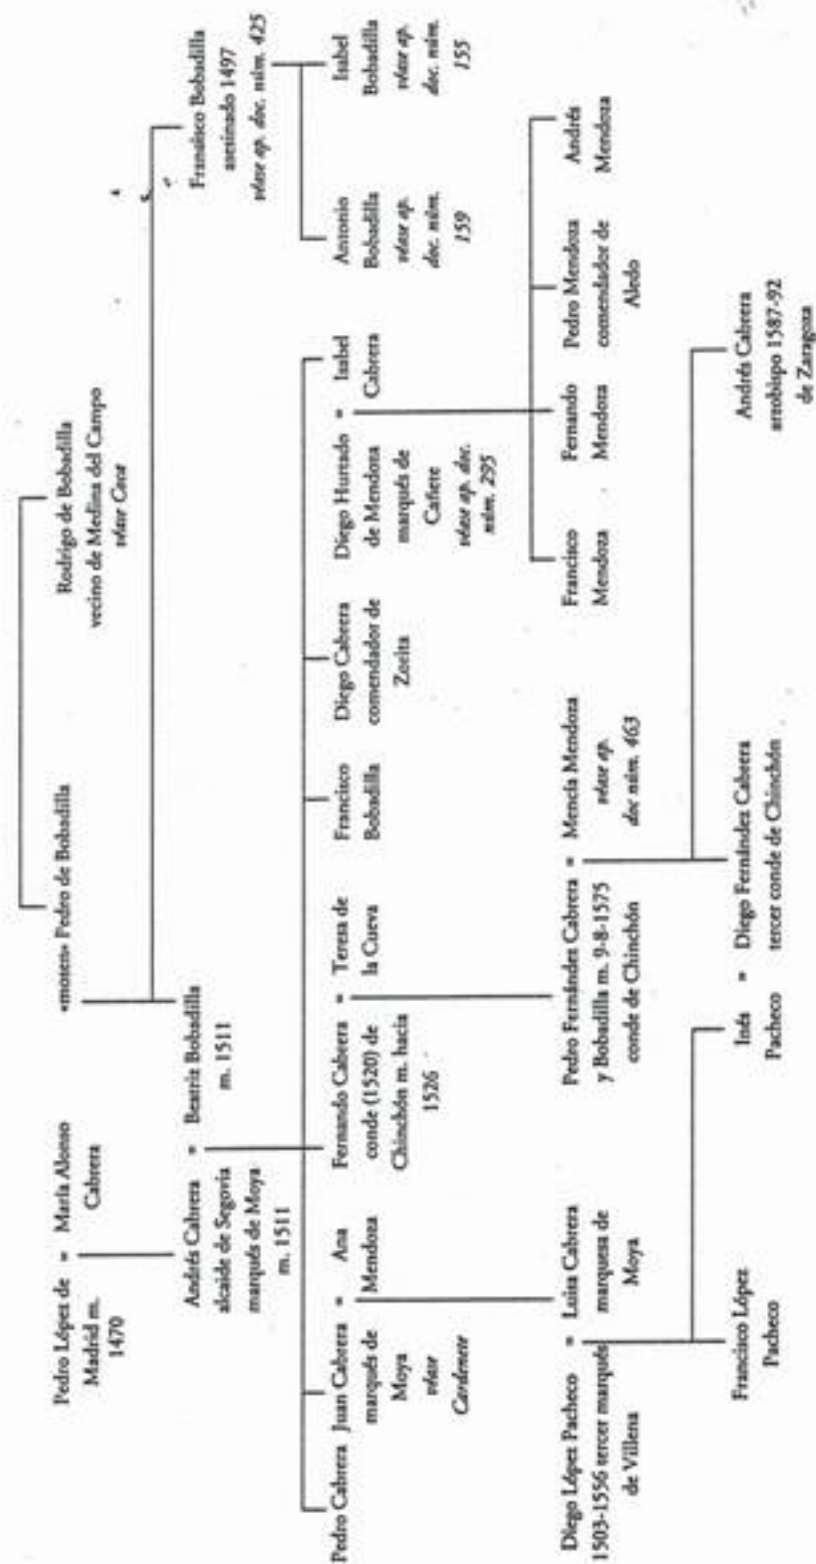 «mosen» Pedro de Bobadilla
Rodrigo de Bobadilla
vecino de Medina del Campo
véase Coca
Pedro López de
Madrid m.
1470
=
María Alonso
Cabrera
Andrés Cabrera
alcaide de Segovia
marqués de Moya
m. 1511
=
Beatriz Bobadilla
m. 1511
Francisco Bobadilla
asesinado 1497
véase ap. doc. núm. 425
Pedro Cabrera
Juan Cabrera
marqués de
Moya
véase
Cardenete
=
Ana
Mendoza
Fernando Cabrera
conde (1520) de
Chinchón m. hacia
1526
=
Teresa de
la Cueva
Francisco
Bobadilla
Diego Cabrera
comendador de
Zorita
Diego Hurtado
de Mendoza
marqués de
Cañete
véase ap. doc.
núm. 295
=
Isabel
Cabrera
Antonio
Bobadilla
véase ap.
doc. núm.
159
Isabel
Bobadilla
véase ap.
doc. núm.
155
Diego López Pacheco
1503-1556 tercer marqués
de Villena
=
Luisa Cabrera
marquesa de
Moya
Pedro Fernández Cabrera
y Bobadilla m. 9-8-1575
conde de Chinchón
=
Mencía Mendoza
véase ap.
doc núm. 463
Francisco
Mendoza
Fernando
Mendoza
Pedro Mendoza
comendador de
Aledo
Andrés
Mendoza
Francisco López
Pacheco
Inés
Pacheco
=
Diego Fernández Cabrera
tercer conde de Chinchón
Andrés Cabrera
arzobispo 1587-92
de Zaragoza